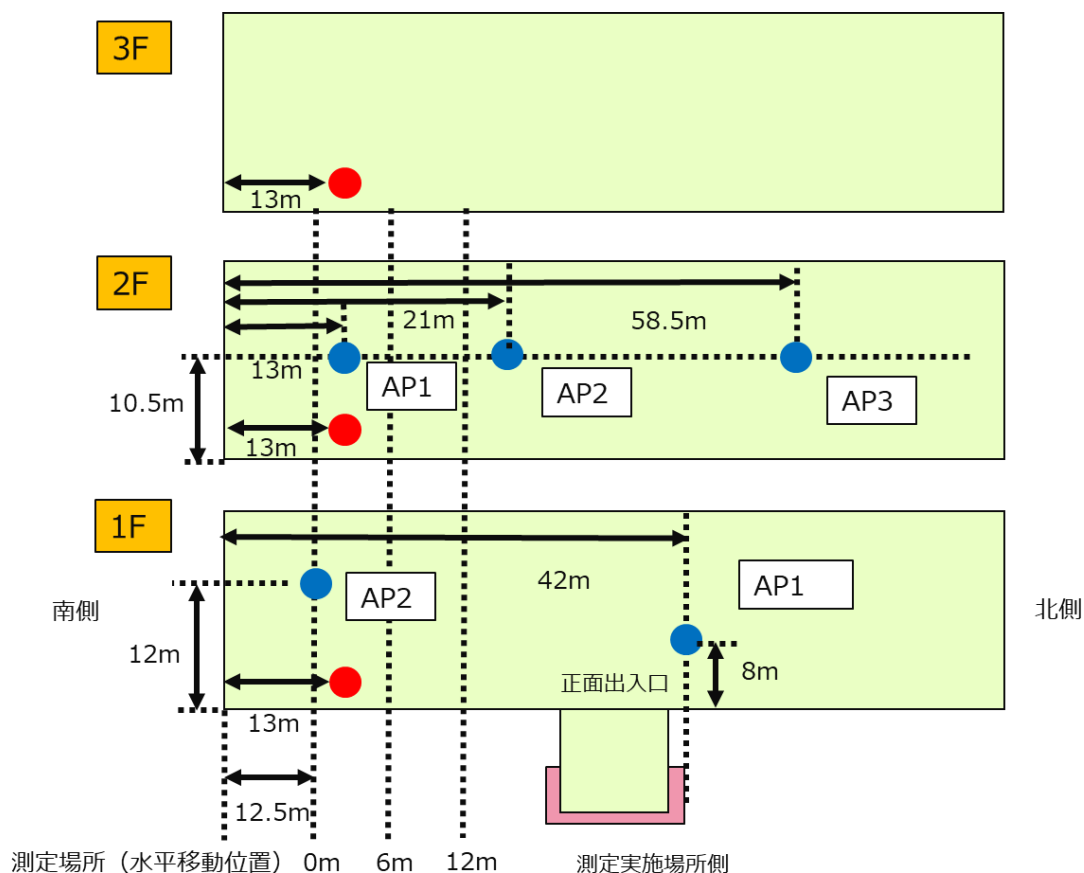 3F
13m
2F
21m
58.5m
13m
AP1
AP2
AP3
10.5m
13m
1F
42m
AP2
AP1
南側
北側
12m
8m
正面出入口
13m
12.5m
測定場所（水平移動位置） 0m 6m 12m 測定実施場所側